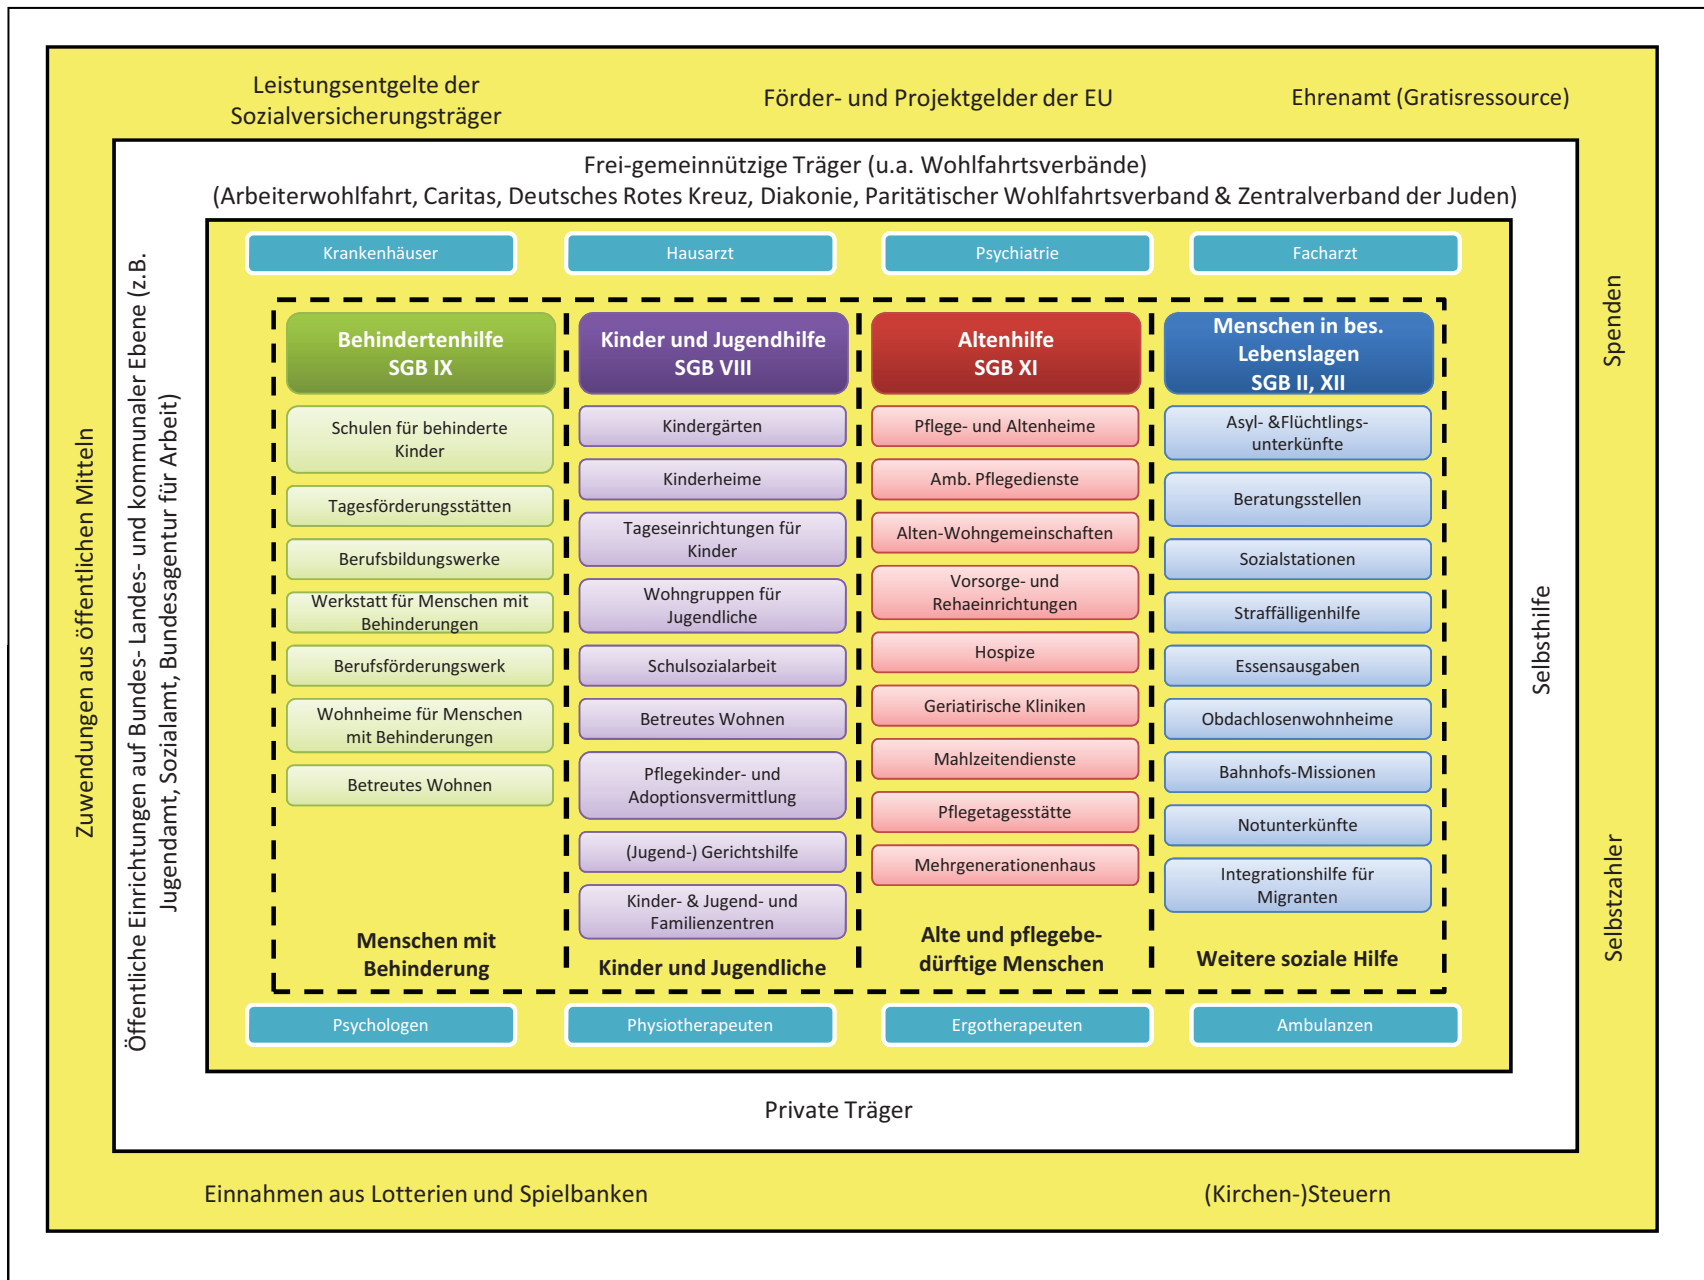 Leistungsentgelte der
Sozialversicherungsträger
Förder- und Projektgelder der EU
Ehrenamt (Gratisressource)
Zuwendungen aus öffentlichen Mitteln
Spenden
Selbstzahler
Einnahmen aus Lotterien und Spielbanken
(Kirchen-)Steuern
Frei-gemeinnützige Träger (u.a. Wohlfahrtsverbände)
(Arbeiterwohlfahrt, Caritas, Deutsches Rotes Kreuz, Diakonie, Paritätischer Wohlfahrtsverband & Zentralverband der Juden)
Öffentliche Einrichtungen auf Bundes- Landes- und kommunaler Ebene (z.B.
Jugendamt, Sozialamt, Bundesagentur für Arbeit)
Selbsthilfe
Private Träger
Krankenhäuser
Hausarzt
Psychiatrie
Facharzt
Behindertenhilfe
SGB IX
Schulen für behinderte
Kinder
Tagesförderungsstätten
Berufsbildungswerke
Werkstatt für Menschen mit
Behinderungen
Berufsförderungswerk
Wohnheime für Menschen
mit Behinderungen
Betreutes Wohnen
Menschen mit
Behinderung
Kinder und Jugendhilfe
SGB VIII
Kindergärten
Kinderheime
Tageseinrichtungen für
Kinder
Wohngruppen für
Jugendliche
Schulsozialarbeit
Betreutes Wohnen
Pflegekinder- und
Adoptionsvermittlung
(Jugend-) Gerichtshilfe
Kinder- & Jugend- und
Familienzentren
Kinder und Jugendliche
Altenhilfe
SGB XI
Pflege- und Altenheime
Amb. Pflegedienste
Alten-Wohngemeinschaften
Vorsorge- und
Rehaeinrichtungen
Hospize
Geriatirische Kliniken
Mahlzeitendienste
Pflegetagesstätte
Mehrgenerationenhaus
Alte und pflegebe-
dürftige Menschen
Menschen in bes.
Lebenslagen
SGB II, XII
Asyl- &Flüchtlings-
unterkünfte
Beratungsstellen
Sozialstationen
Straffälligenhilfe
Essensausgaben
Obdachlosenwohnheime
Bahnhofs-Missionen
Notunterkünfte
Integrationshilfe für
Migranten
Weitere soziale Hilfe
Psychologen
Physiotherapeuten
Ergotherapeuten
Ambulanzen